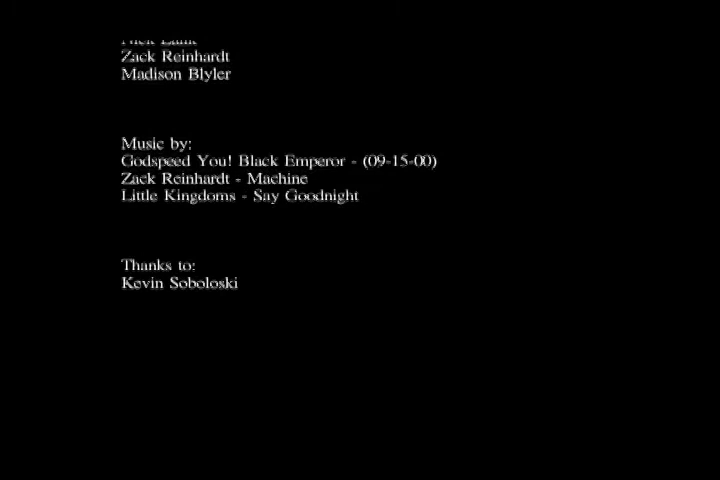 Zack Reinhardt
Madison Blyler
Music by:
Godspeed You! Black Emperor - (09-15-00)
Zack Reinhardt - Machine
Little Kingdoms - Say Goodnight
Thanks to:
Kevin Soboloski